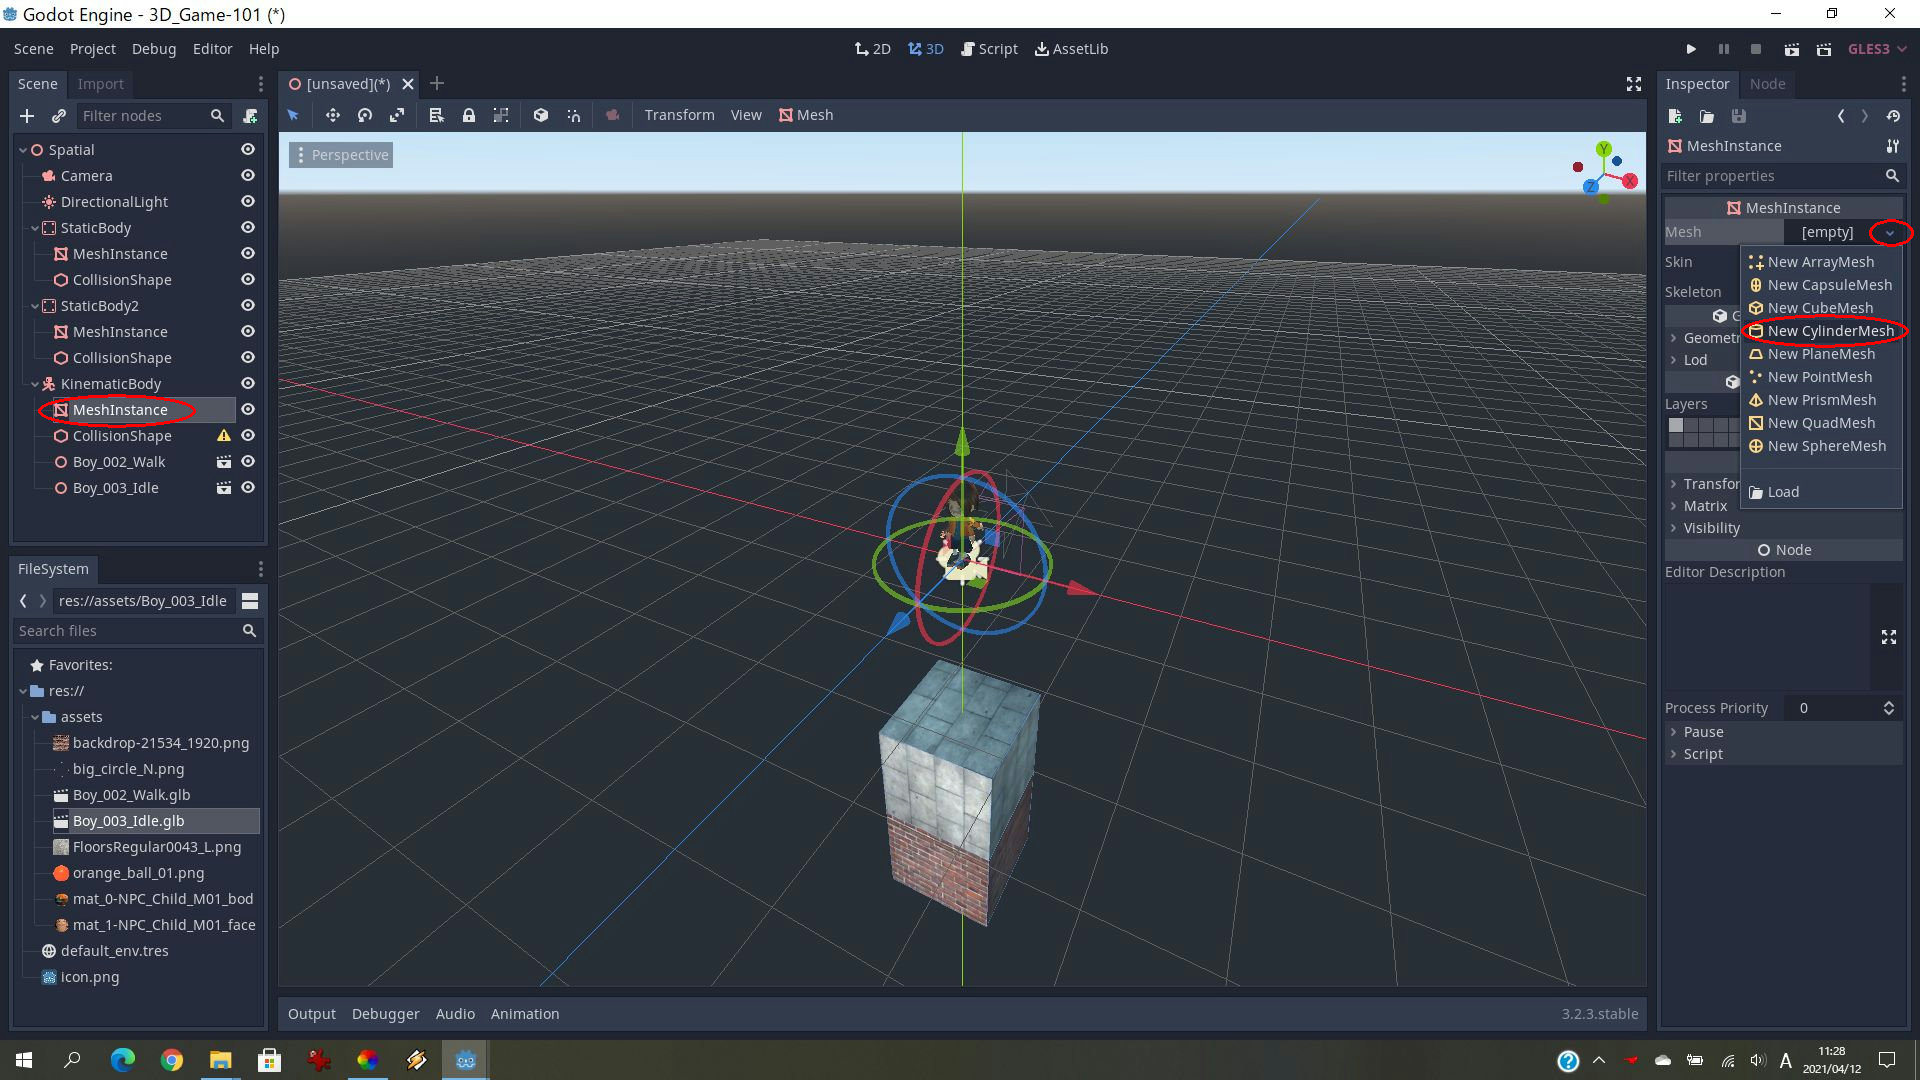 Godot Engine - 3D_Game-101 (*)
Scene Project Debug Editor Help
2D 3D Script AssetLib
GLES3
Scene Import
[unsaved](*)
Inspector Node
Filter nodes
Transform View Mesh
Spatial
Camera
DirectionalLight
StaticBody
MeshInstance
CollisionShape
StaticBody2
MeshInstance
CollisionShape
KinematicBody
MeshInstance
CollisionShape
Boy_002_Walk
Boy_003_Idle
FileSystem
res://assets/Boy_003_Idle
Search files
Favorites:
res://
assets
backdrop-21534_1920.png
big_circle_N.png
Boy_002_Walk.glb
Boy_003_Idle.glb
FloorsRegular0043_L.png
orange_ball_01.png
mat_0-NPC_Child_M01_bod
mat_1-NPC_Child_M01_face
default_env.tres
icon.png
Perspective
Y
X
Z
Output Debugger Audio Animation
3.2.3.stable
MeshInstance
Filter properties
MeshInstance
Mesh [empty]
Skin
Skeleton
G
Geometr
Lod
Layers
Transfor
Matrix
Visibility
New ArrayMesh
New CapsuleMesh
New CubeMesh
New CylinderMesh
New PlaneMesh
New PointMesh
New PrismMesh
New QuadMesh
New SphereMesh
Load
Node
Editor Description
Process Priority 0
Pause
Script
A
11:28
2021/04/12